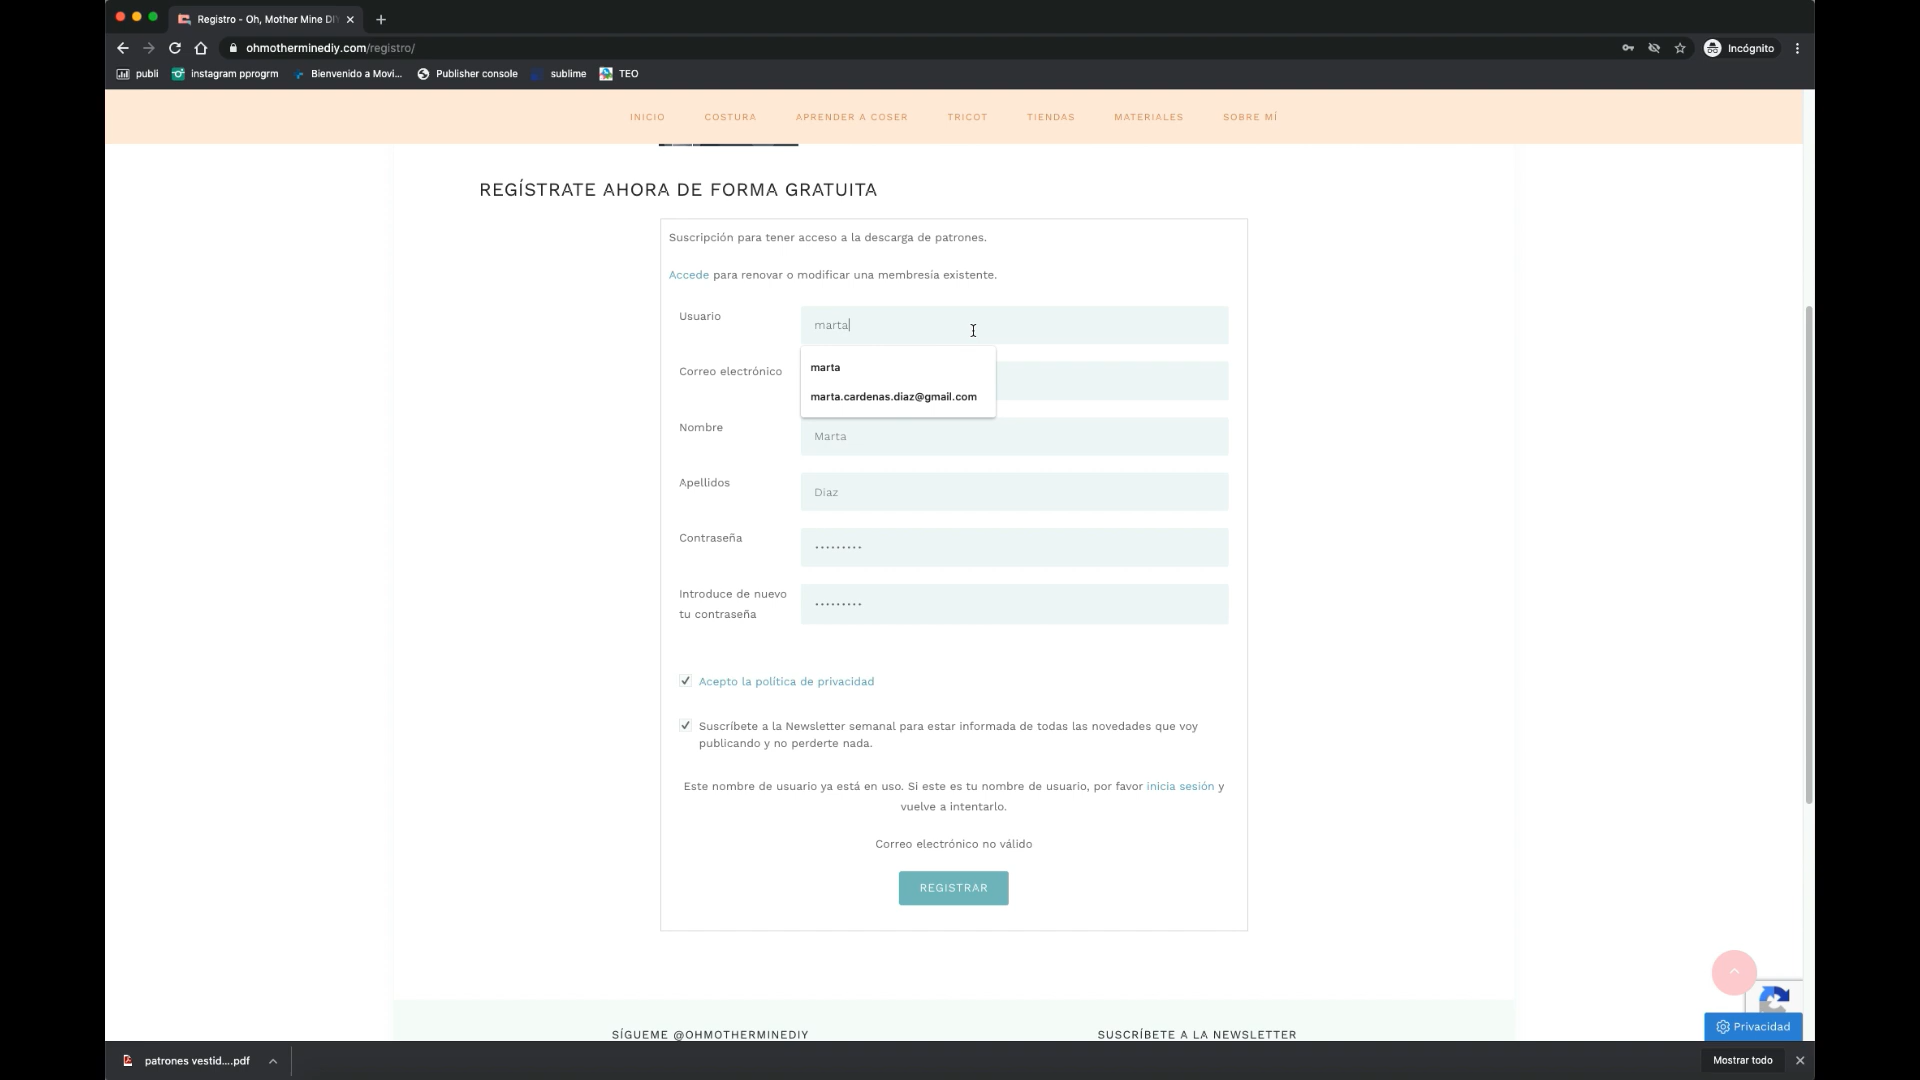 Registro - Oh, Mother Mine DI
ohmotherminediy.com/registro/
Incógnito
publi
instagram pprogrm
Bienvenido a Movi...
Publisher console
sublime
TEO
INICIO
COSTURA
APRENDER A COSER
TRICOT
TIENDAS
MATERIALES
SOBRE MÍ
REGÍSTRATE AHORA DE FORMA GRATUITA
Suscripción para tener acceso a la descarga de patrones.
Accede para renovar o modificar una membresía existente.
Usuario
marta
marta
marta.cardenas.diaz@gmail.com
Correo electrónico
Nombre
Marta
Apellidos
Diaz
Contraseña
•••••••••
Introduce de nuevo
tu contraseña
•••••••••
Acepto la política de privacidad
Suscríbete a la Newsletter semanal para estar informada de todas las novedades que voy
publicando y no perderte nada.
Este nombre de usuario ya está en uso. Si este es tu nombre de usuario, por favor inicia sesión y
vuelve a intentarlo.
Correo electrónico no válido
REGISTRAR
Privacidad
SÍGUEME @OHMOTHERMINEDIY
SUSCRÍBETE A LA NEWSLETTER
patrones vestid....pdf
Mostrar todo